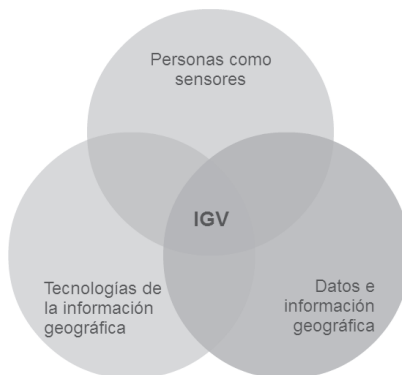 Personas como
sensores
IGV
Tecnologías de
la información
geográfica
Datos e
información
geográfica